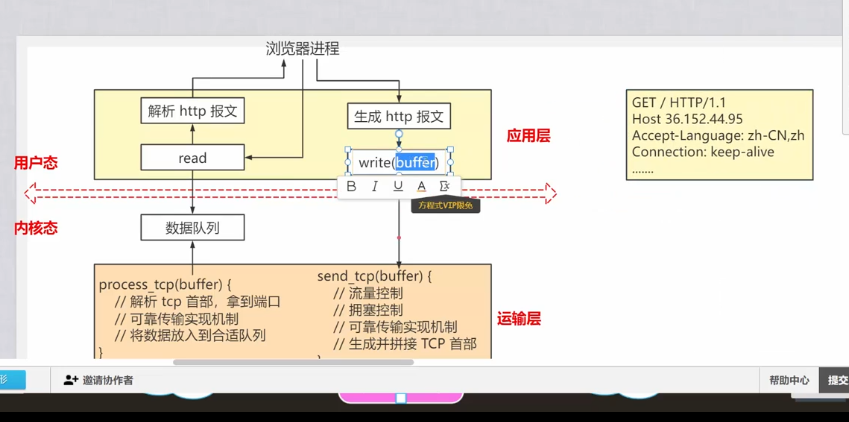 浏览器进程
解析 http 报文
生成 http 报文
应用层
read
write(buffer)
B I U A
方程式VIP限免
用户态
内核态
数据队列
process_tcp(buffer) {
// 解析 tcp 首部，拿到端口
// 可靠传输实现机制
// 将数据放入到合适队列
}
send_tcp(buffer) {
// 流量控制
// 拥塞控制
// 可靠传输实现机制
// 生成并拼接 TCP 首部
运输层
GET / HTTP/1.1
Host 36.152.44.95
Accept-Language: zh-CN,zh
Connection: keep-alive
.......
形
邀请协作者
帮助中心
提交